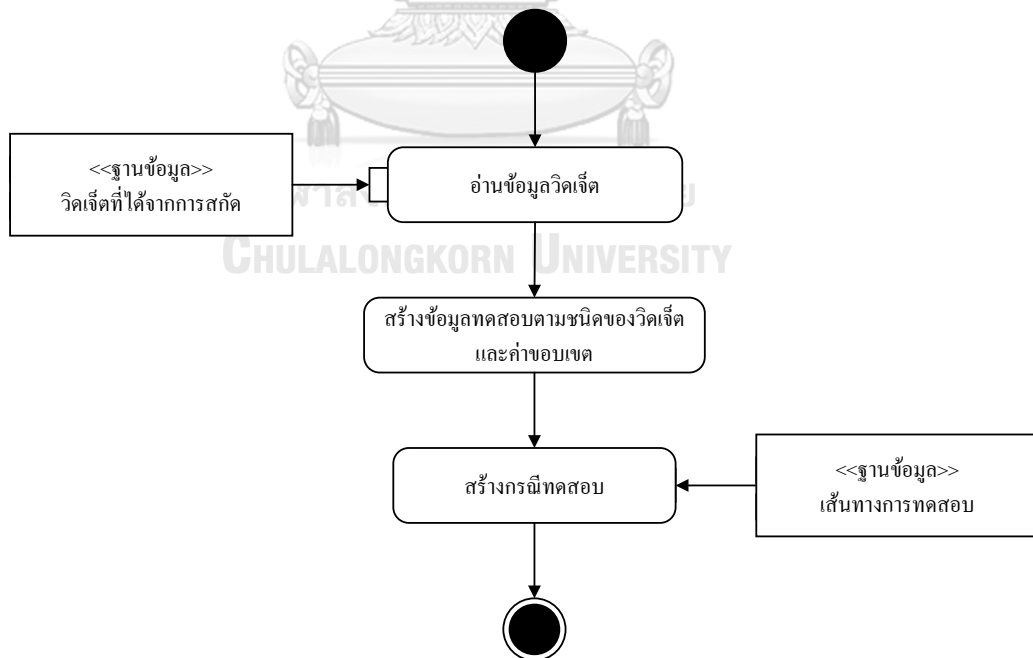 <<ฐานข้อมูล>>
วิดเจ็ตที่ได้จากการสกัด
อ่านข้อมูลวิดเจ็ต
CHULALONGKORN UNIVERSITY
สร้างข้อมูลทดสอบตามชนิดของวิดเจ็ต
และค่าขอบเขต
สร้างกรณีทดสอบ
<<ฐานข้อมูล>>
เส้นทางการทดสอบ